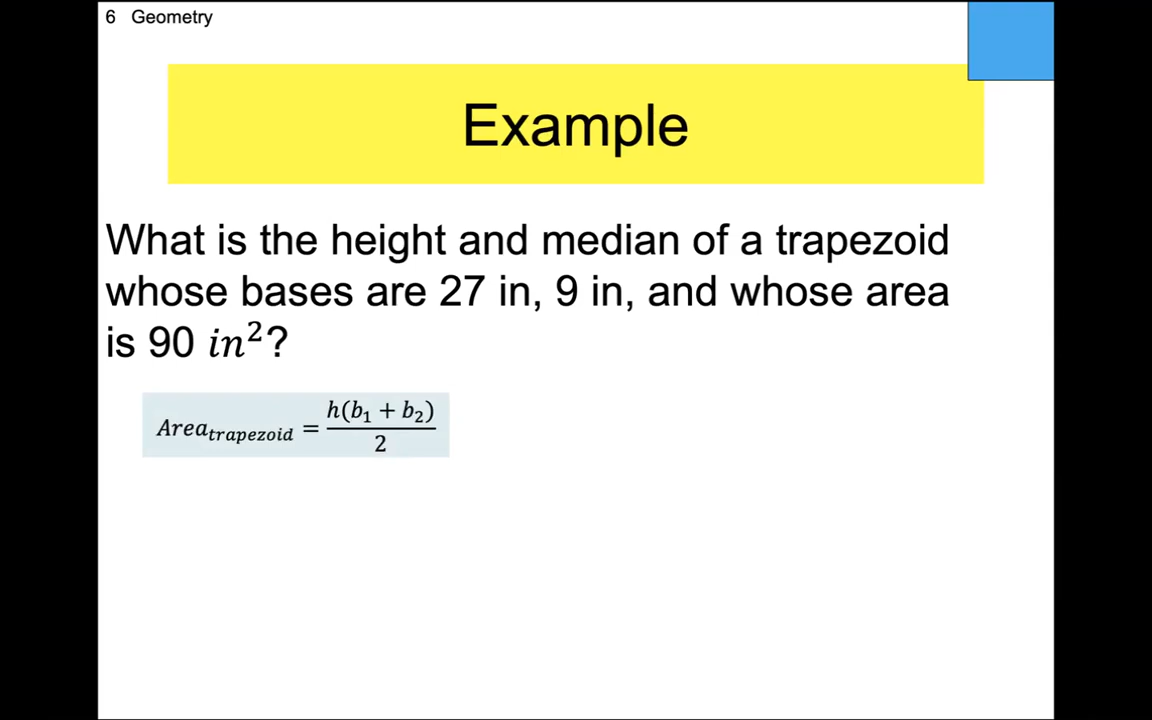 6 Geometry
Example
What is the height and median of a trapezoid
whose bases are 27 in, 9 in, and whose area
is 90 in²?
Area_trapezoid = h(b₁ + b₂) / 2